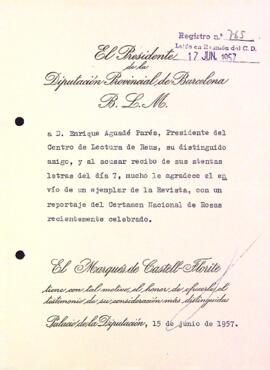 Registro n.º 765
Leído en Reunión del C. D.
17 JUN. 1957
El Presidente
de la
Diputación Provincial de Barcelona
B. L. M.
a D. Enrique Aguadé Parés, Presidente del
Centro de Lectura de Reus, su distinguido
amigo, y al acusar recibo de sus atentas
letras del día 7, mucho le agradece el en
vío de un ejemplar de la Revista, con un
reportaje del Certamen Nacional de Rosas
recientemente celebrado.
El Marqués de Castell-Florite
tiene con tal motivo el honor de ofrecerle el
testimonio de su consideración más distinguida
Palacio de la Diputación, 15 de junio de 1957.